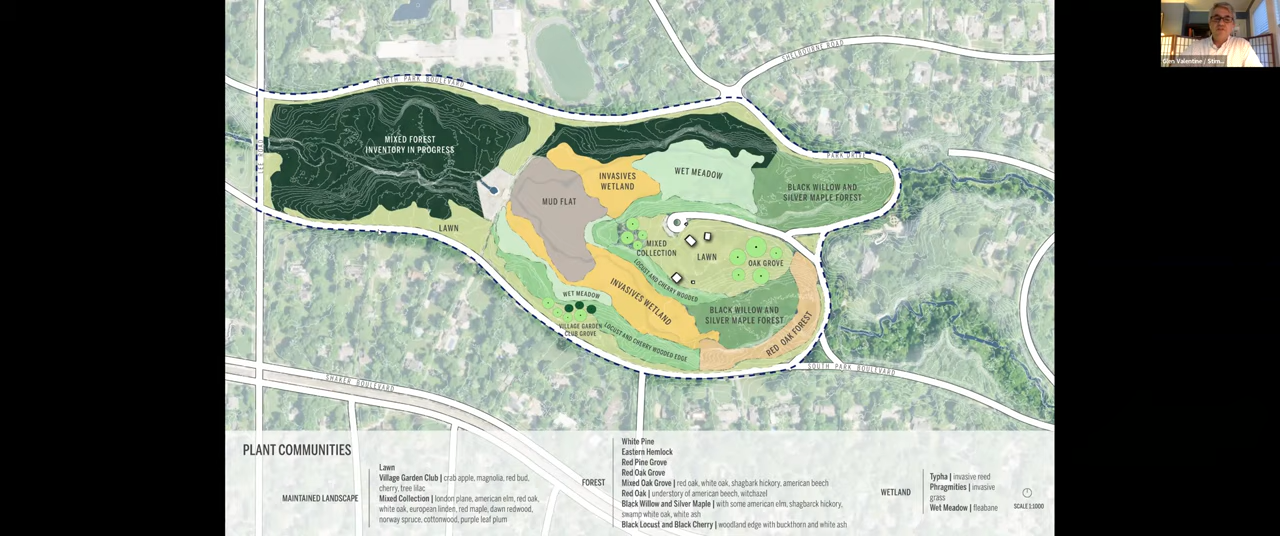 Glen Valentine / Stim...
SHELBOURNE ROAD
NORTH PARK BOULEVARD
MIXED FOREST
INVENTORY IN PROGRESS
LEE ROAD
PARK DRIVE
INVASIVES
WETLAND
WET MEADOW
BLACK WILLOW AND
SILVER MAPLE FOREST
MUD FLAT
LAWN
MIXED
COLLECTION
LAWN
OAK GROVE
LOCUST AND CHERRY WOODED
INVASIVES WETLAND
WET MEADOW
BLACK WILLOW AND
SILVER MAPLE FOREST
VILLAGE GARDEN
CLUB GROVE
LOCUST AND CHERRY WOODED EDGE
RED OAK FOREST
SOUTH PARK BOULEVARD
SHAKER BOULEVARD
PLANT COMMUNITIES
MAINTAINED LANDSCAPE
Lawn
Village Garden Club | crab apple, magnolia, red bud,
cherry, tree lilac
Mixed Collection | london plane, american elm, red oak,
white oak, european linden, red maple, dawn redwood,
norway spruce, cottonwood, purple leaf plum
FOREST
White Pine
Eastern Hemlock
Red Pine Grove
Red Oak Grove
Mixed Oak Grove | red oak, white oak, shagbark hickory, american beech
Red Oak | understory of american beech, witchazel
Black Willow and Silver Maple | with some american elm, shagbarck hickory,
swamp white oak, white ash
Black Locust and Black Cherry | woodland edge with buckthorn and white ash
WETLAND
Typha | invasive reed
Phragmities | invasive
grass
Wet Meadow | fleabane
SCALE 1:1000